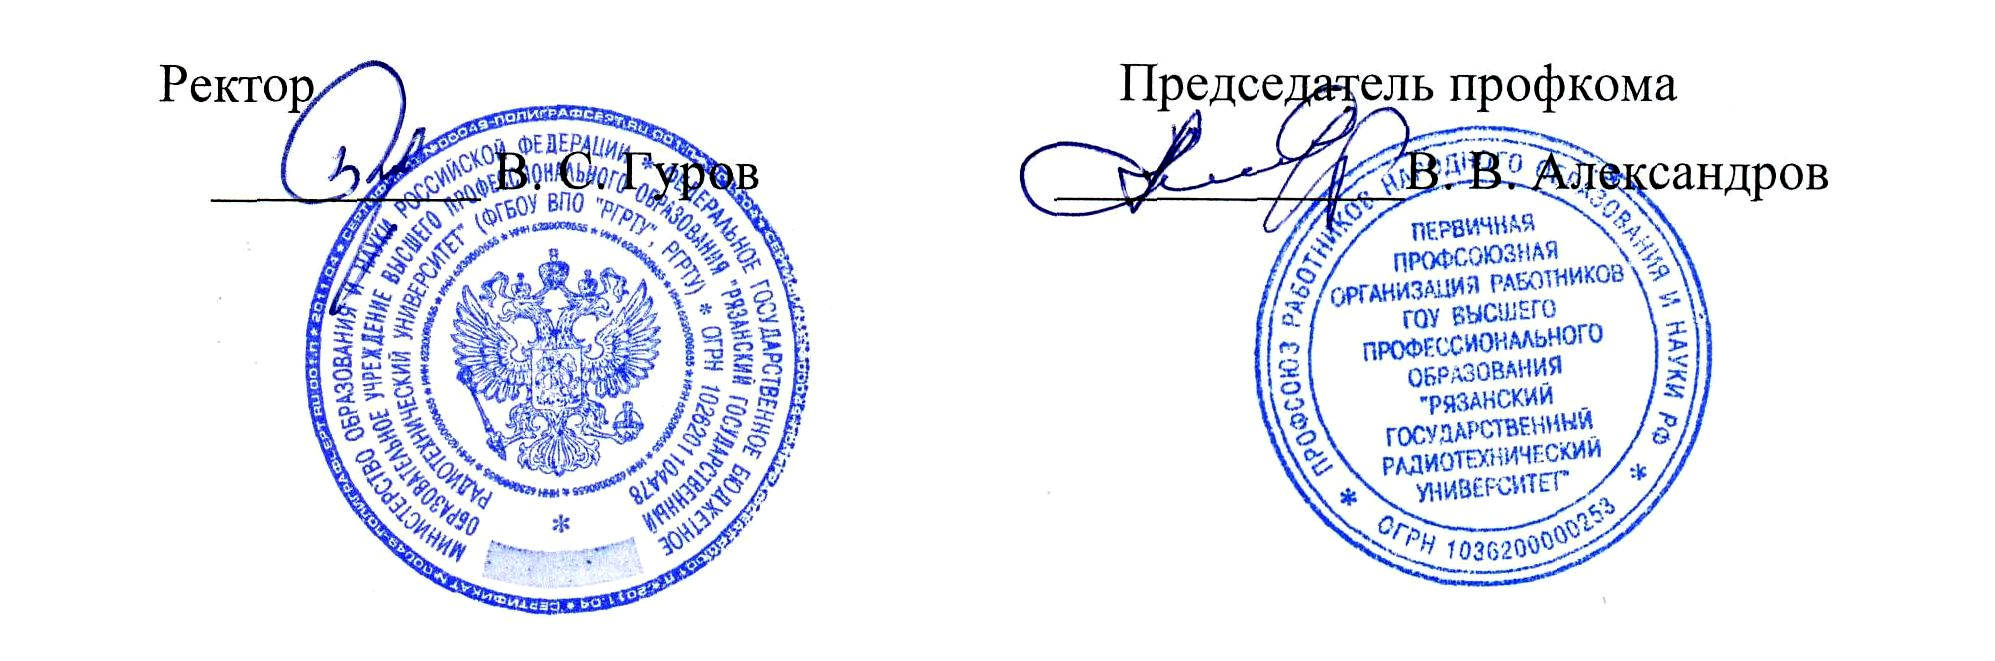 Ректор
В. С. Гуров
МИНИСТЕРСТВО ОБРАЗОВАНИЯ И НАУКИ РОССИЙСКОЙ ФЕДЕРАЦИИ * ФЕДЕРАЛЬНОЕ ГОСУДАРСТВЕННОЕ БЮДЖЕТНОЕ
ОБРАЗОВАТЕЛЬНОЕ УЧРЕЖДЕНИЕ ВЫСШЕГО ПРОФЕССИОНАЛЬНОГО ОБРАЗОВАНИЯ "РЯЗАНСКИЙ ГОСУДАРСТВЕННЫЙ
РАДИОТЕХНИЧЕСКИЙ УНИВЕРСИТЕТ" (ФГБОУ ВПО "РГРТУ", РГРТУ) * ОГРН 1026201104478
*
Председатель профкома
В. В. Александров
* ПРОФСОЮЗ РАБОТНИКОВ НАРОДНОГО ОБРАЗОВАНИЯ И НАУКИ РФ *
ПЕРВИЧНАЯ
ПРОФСОЮЗНАЯ
ОРГАНИЗАЦИЯ РАБОТНИКОВ
ГОУ ВЫСШЕГО
ПРОФЕССИОНАЛЬНОГО
ОБРАЗОВАНИЯ
"РЯЗАНСКИЙ
ГОСУДАРСТВЕННЫЙ
РАДИОТЕХНИЧЕСКИЙ
УНИВЕРСИТЕТ"
ОГРН 1036200000253